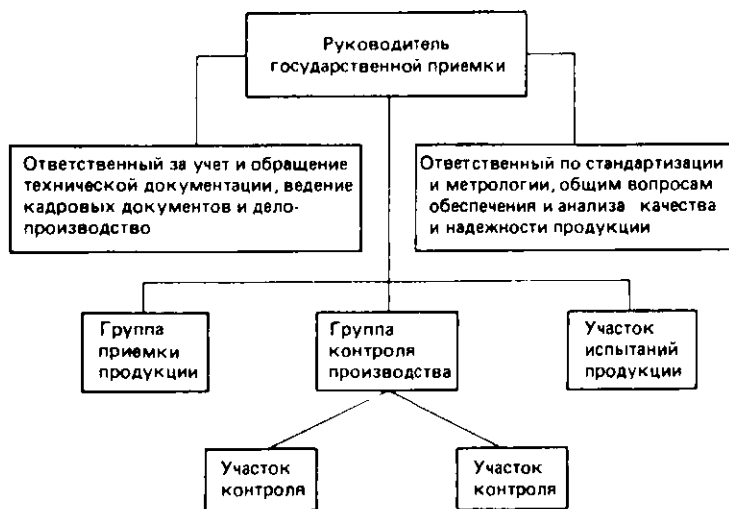 Руководитель
государственной приемки
Ответственный за учет и обращение
технической документации, ведение
кадровых документов и дело-
производство
Ответственный по стандартизации
и метрологии, общим вопросам
обеспечения и анализа качества
и надежности продукции
Группа
приемки
продукции
Группа
контроля
производства
Участок
испытаний
продукции
Участок
контроля
Участок
контроля